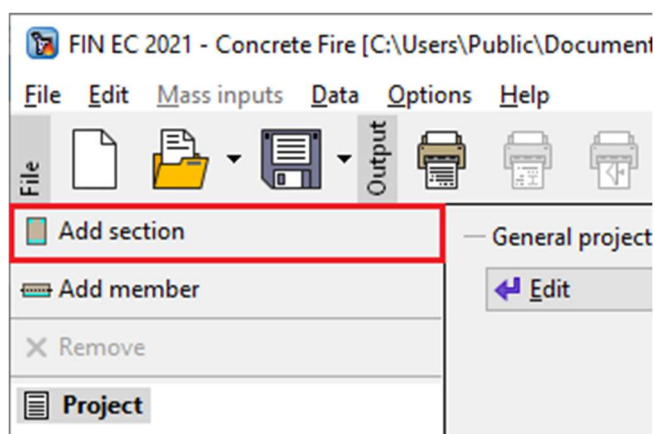 FIN EC 2021 - Concrete Fire [C:\Users\Public\Document
File Edit Mass inputs Data Options Help
File
Output
Add section
General project
Add member
Edit
Remove
Project